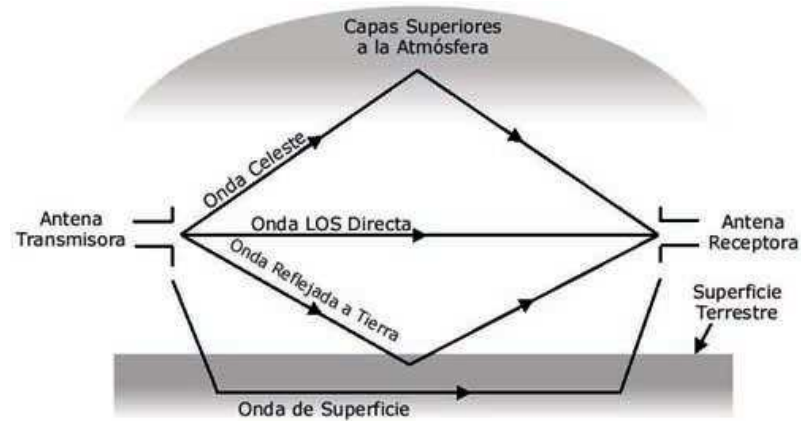 Capas Superiores
a la Atmósfera
Onda Celeste
Antena
Transmisora
Onda LOS Directa
Antena
Receptora
Onda Reflejada a Tierra
Superficie
Terrestre
Onda de Superficie